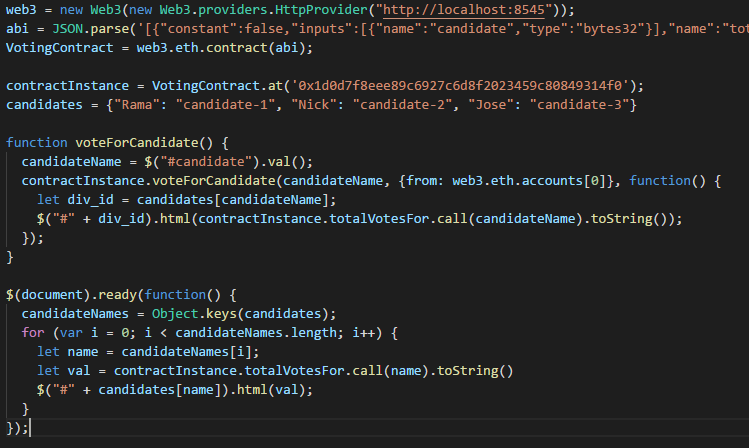 web3 = new Web3(new Web3.providers.HttpProvider("http://localhost:8545"));
abi = JSON.parse('[{"constant":false,"inputs":[{"name":"candidate","type":"bytes32"}],"name":"tot
VotingContract = web3.eth.contract(abi);
contractInstance = VotingContract.at('0x1d0d7f8eee89c6927c6d8f2023459c80849314f0');
candidates = {"Rama": "candidate-1", "Nick": "candidate-2", "Jose": "candidate-3"}
function voteForCandidate() {
  candidateName = $("#candidate").val();
  contractInstance.voteForCandidate(candidateName, {from: web3.eth.accounts[0]}, function() {
    let div_id = candidates[candidateName];
    $("#" + div_id).html(contractInstance.totalVotesFor.call(candidateName).toString());
  });
}
$(document).ready(function() {
  candidateNames = Object.keys(candidates);
  for (var i = 0; i < candidateNames.length; i++) {
    let name = candidateNames[i];
    let val = contractInstance.totalVotesFor.call(name).toString()
    $("#" + candidates[name]).html(val);
  }
});